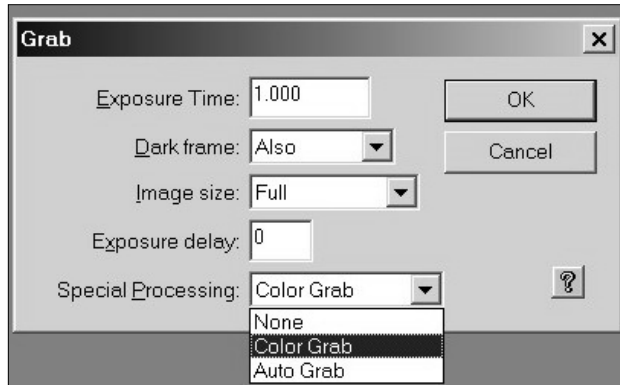 Grab
Exposure Time: 1.000
OK
Dark frame: Also
Cancel
Image size: Full
Exposure delay: 0
Special Processing: Color Grab
?
None
Color Grab
Auto Grab